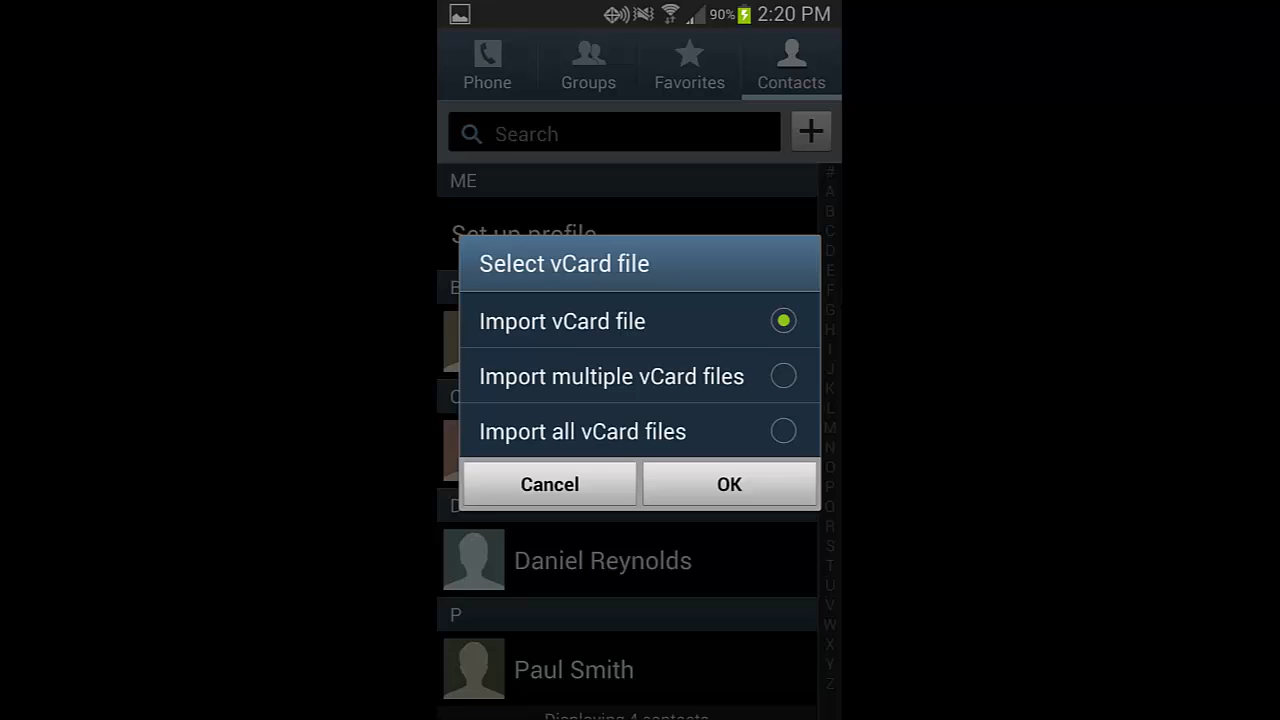 90% 2:20 PM
Phone Groups Favorites Contacts
Search
ME
Set up profile
Select vCard file
Import vCard file
Import multiple vCard files
Import all vCard files
Cancel OK
D
Daniel Reynolds
P
Paul Smith
Displaying 4 contacts
#
A
B
C
D
E
F
G
H
I
J
K
L
M
N
O
P
Q
R
S
T
U
V
W
X
Y
Z